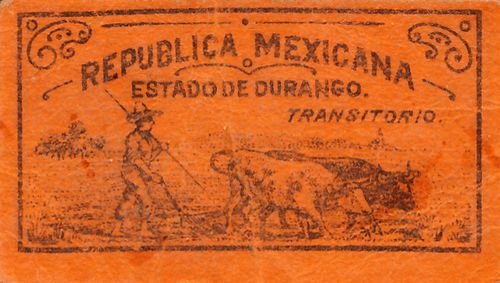 REPUBLICA MEXICANA
ESTADO DE DURANGO.
TRANSITORIO.